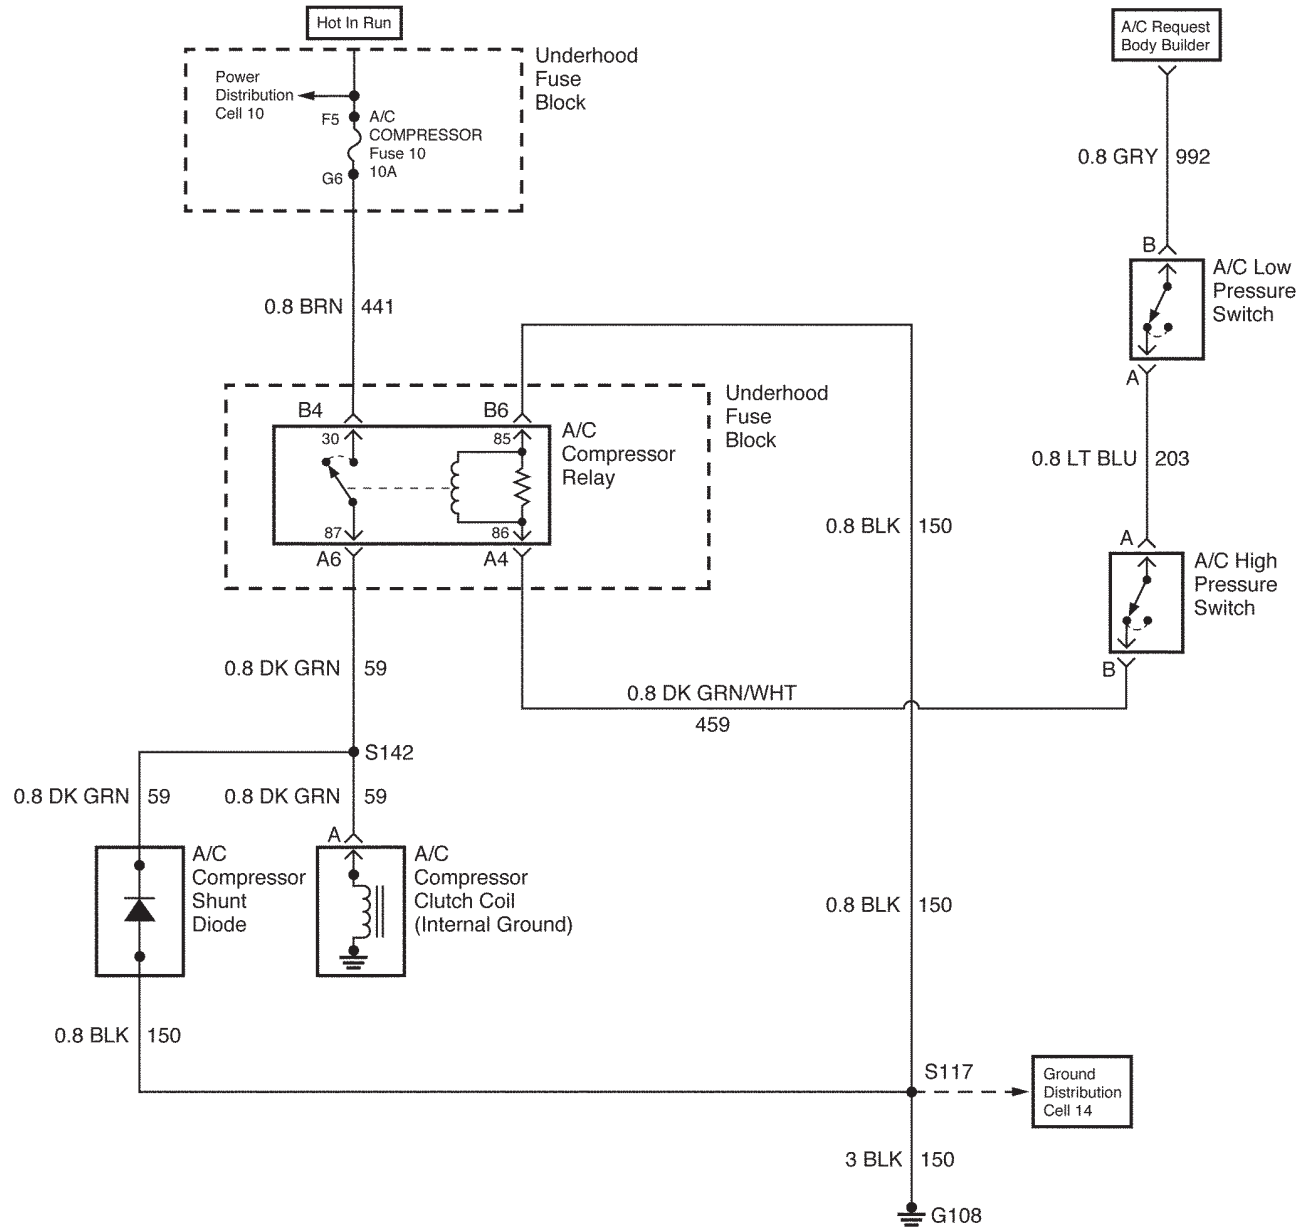 Hot In Run
Underhood
Fuse
Block
Power
Distribution
Cell 10
F5
A/C
COMPRESSOR
Fuse 10
10A
G6
A/C Request
Body Builder
0.8 GRY 992
B
A/C Low
Pressure
Switch
A
0.8 BRN 441
0.8 LT BLU 203
Underhood
Fuse
Block
B4
B6
30
85
A/C
Compressor
Relay
87
86
A6
A4
0.8 BLK 150
A
A/C High
Pressure
Switch
B
0.8 DK GRN 59
0.8 DK GRN/WHT
459
S142
0.8 DK GRN 59
0.8 DK GRN 59
A
A/C
Compressor
Shunt
Diode
A/C
Compressor
Clutch Coil
(Internal Ground)
0.8 BLK 150
0.8 BLK 150
S117
Ground
Distribution
Cell 14
3 BLK 150
G108